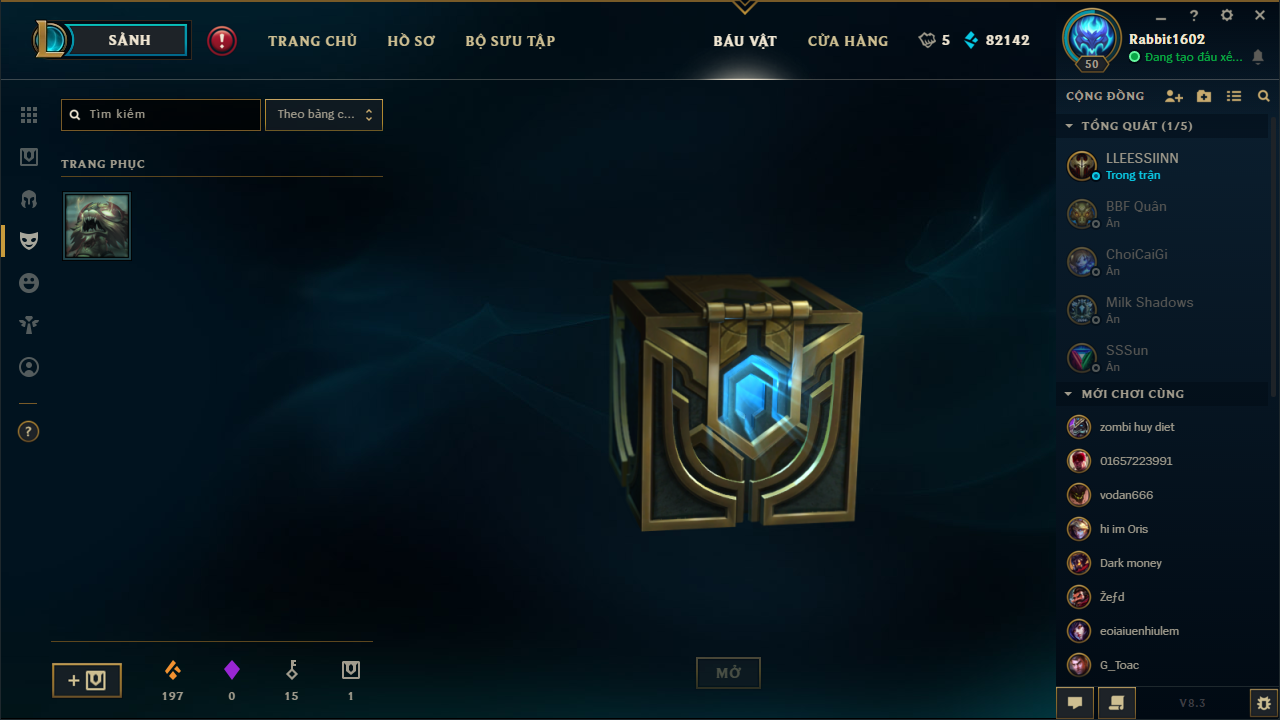 SẢNH
TRANG CHỦ
HỒ SƠ
BỘ SƯU TẬP
BÁU VẬT
CỬA HÀNG
5
82142
50
Rabbit1602
Đang tạo đấu xế...
Tìm kiếm
Theo bảng c...
TRANG PHỤC
CỘNG ĐỒNG
TỔNG QUÁT (1/5)
LLEESSIINN
Trong trận
BBF Quân
Ẩn
ChoiCaiGi
Ẩn
Milk Shadows
Ẩn
SSSun
Ẩn
MỚI CHƠI CÙNG
zombi huy diet
01657223991
vodan666
hi im Oris
Dark money
Žeƒd
eoiaiuenhiulem
G_Toac
197
0
15
1
MỞ
V8.3